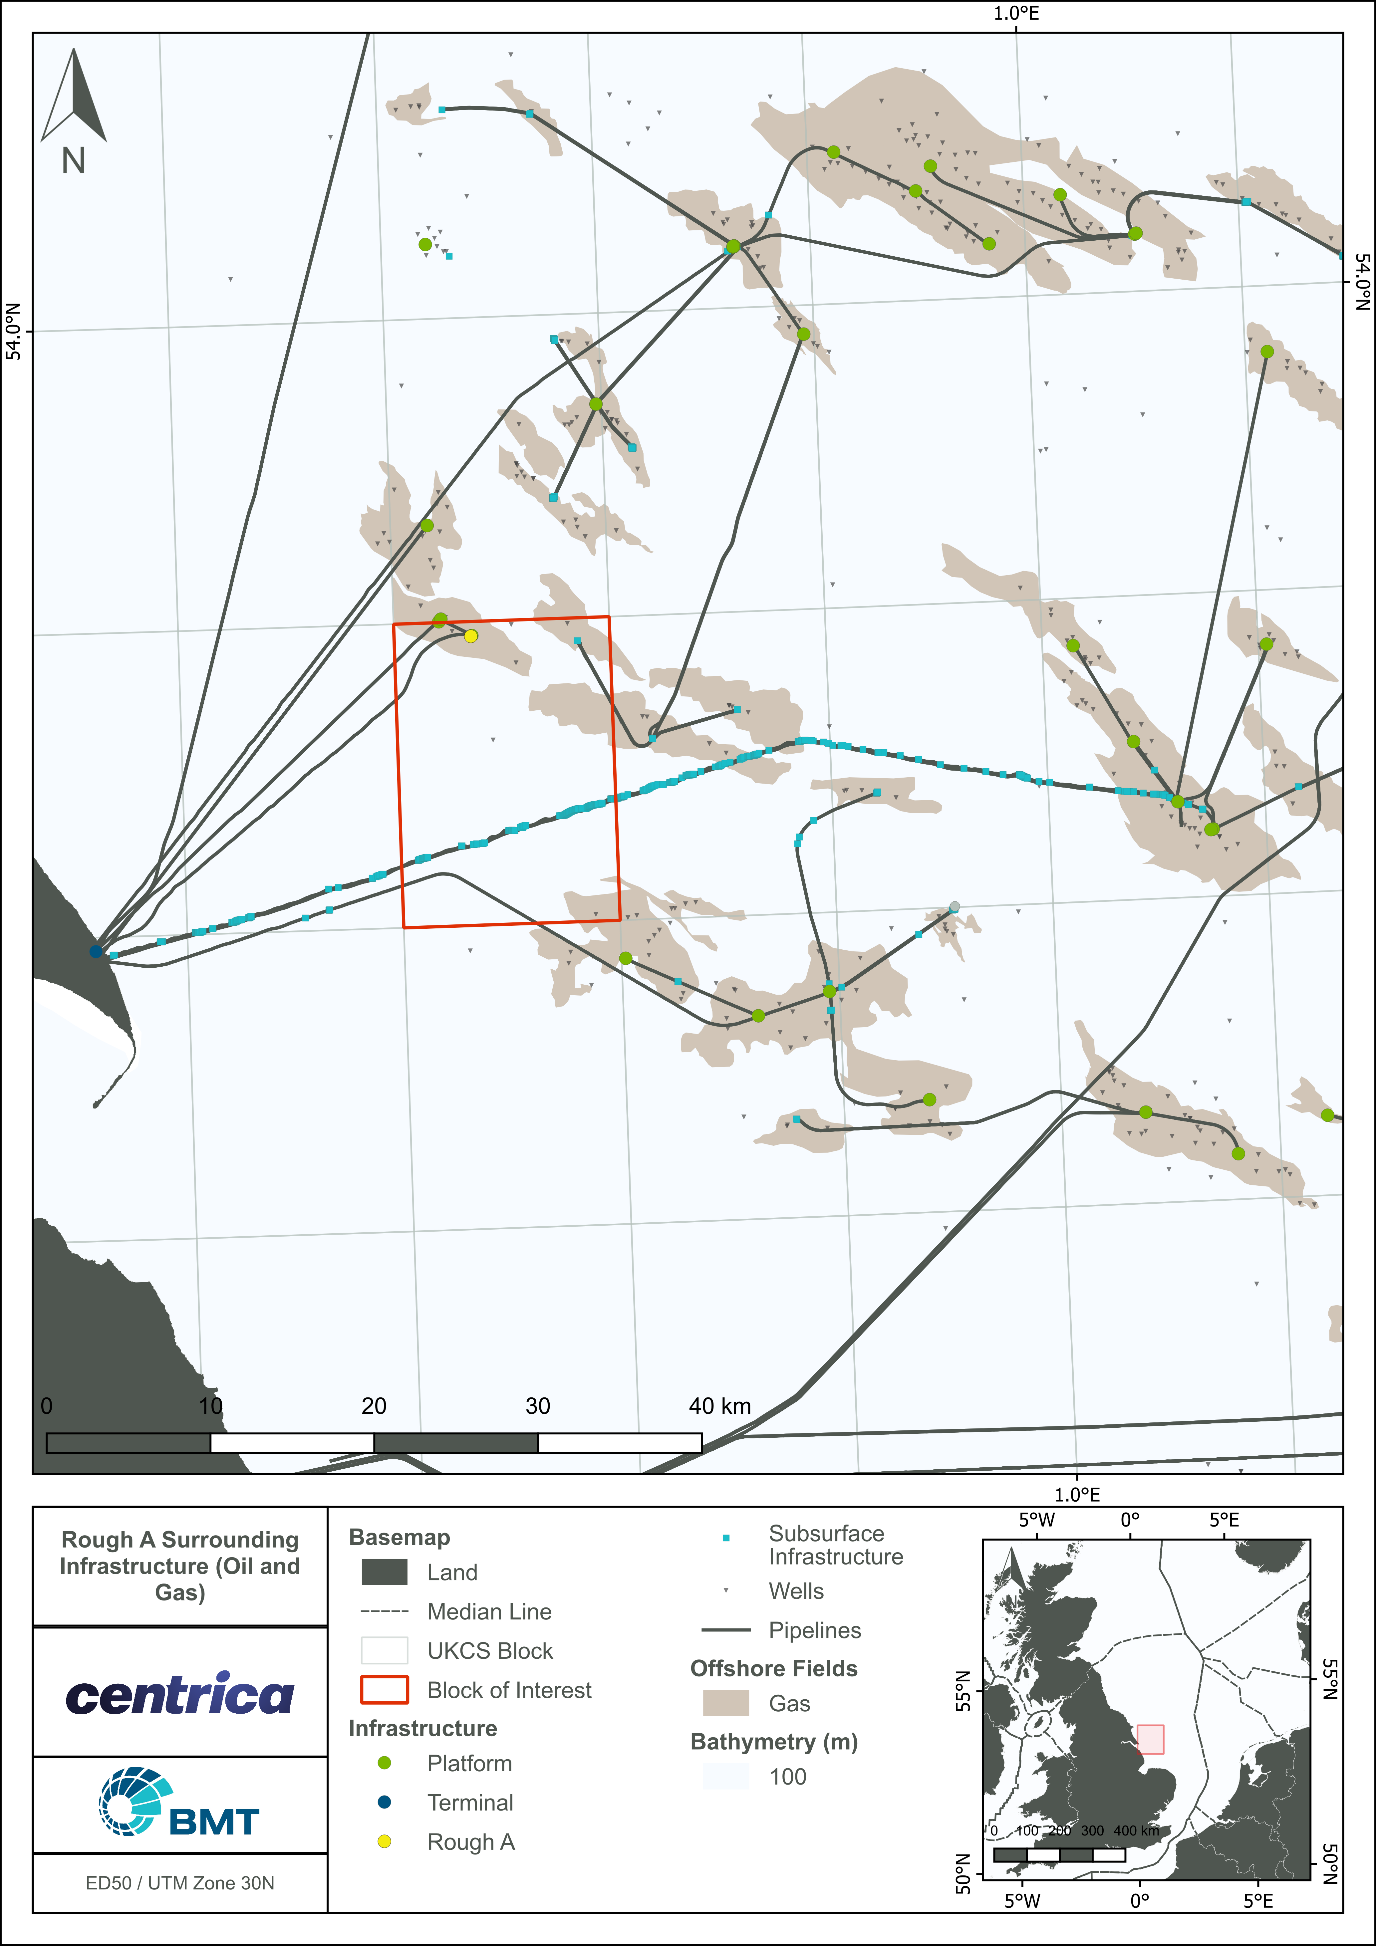 1.0°E
N
54.0°N
54.0°N
0 10 20 30 40 km
1.0°E
Rough A Surrounding
Infrastructure (Oil and
Gas)
centrica
BMT
ED50 / UTM Zone 30N
Basemap
Land
Median Line
UKCS Block
Block of Interest
Infrastructure
Platform
Terminal
Rough A
Subsurface
Infrastructure
Wells
Pipelines
Offshore Fields
Gas
Bathymetry (m)
100
5°W 0° 5°E
55°N
55°N
0 100 200 300 400 km
50°N
50°N
5°W 0° 5°E